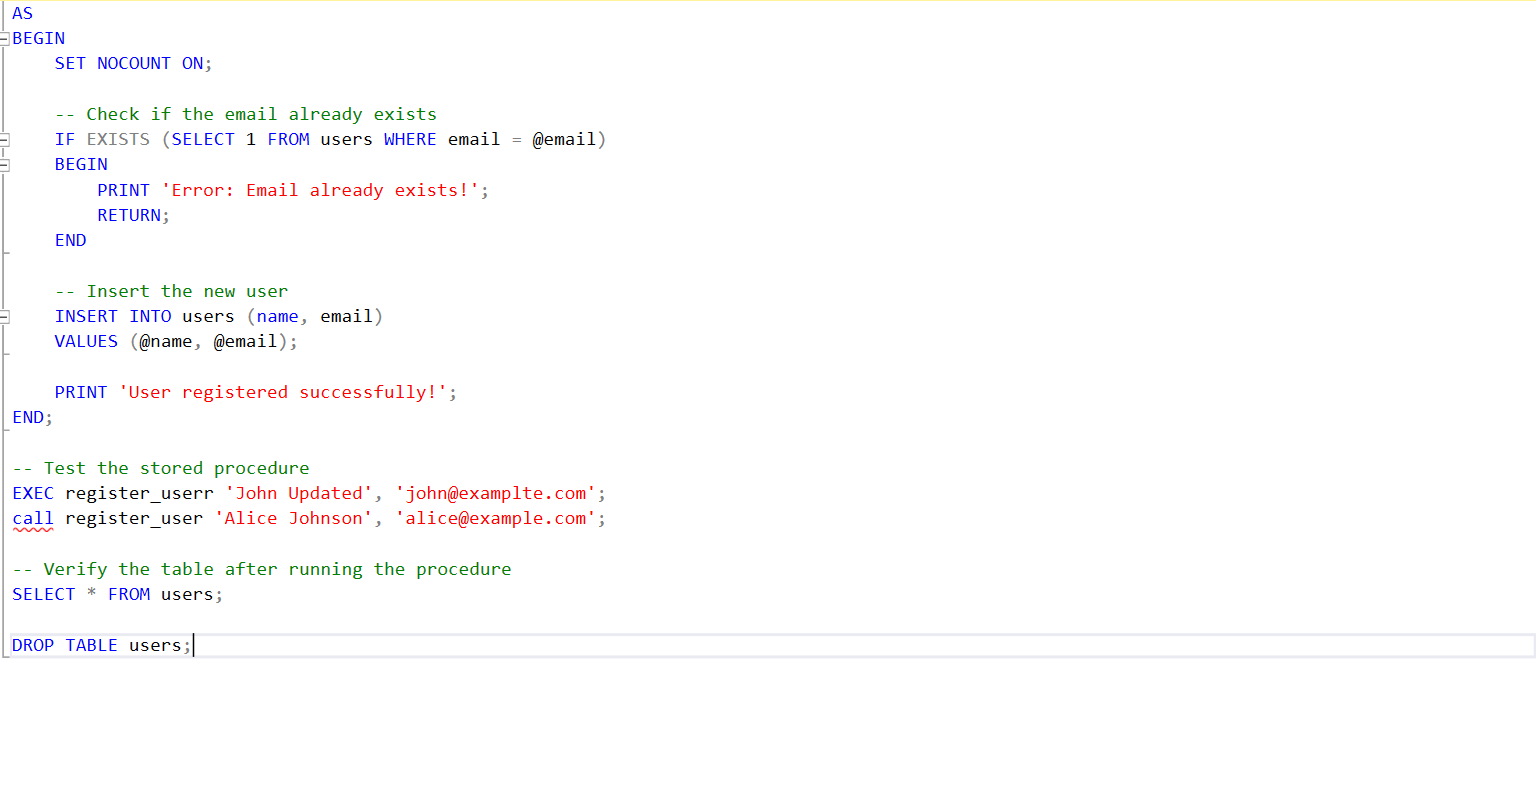 AS
BEGIN
    SET NOCOUNT ON;

    -- Check if the email already exists
    IF EXISTS (SELECT 1 FROM users WHERE email = @email)
    BEGIN
        PRINT 'Error: Email already exists!';
        RETURN;
    END

    -- Insert the new user
    INSERT INTO users (name, email)
    VALUES (@name, @email);

    PRINT 'User registered successfully!';
END;

-- Test the stored procedure
EXEC register_userr 'John Updated', 'john@examplte.com';
call register_user 'Alice Johnson', 'alice@example.com';

-- Verify the table after running the procedure
SELECT * FROM users;

DROP TABLE users;